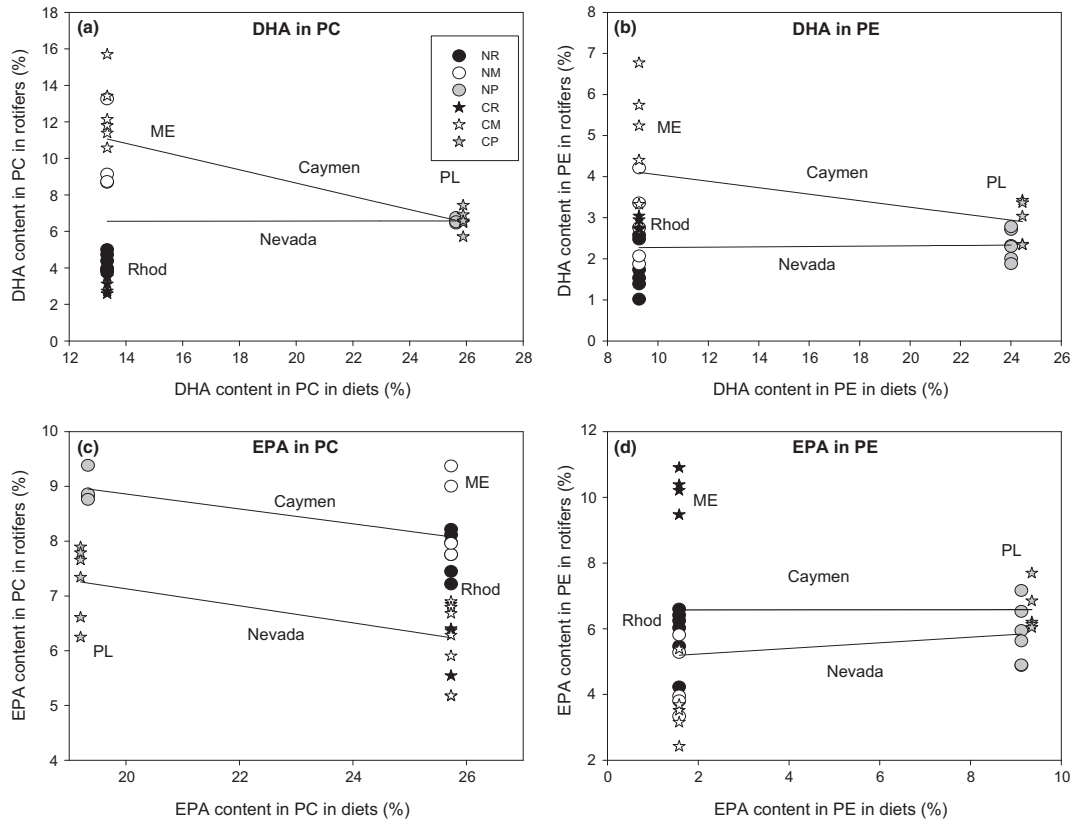 (a) DHA in PC
DHA content in PC in rotifers (%)
18
16
14
12
10
8
6
4
2
0
NR
NM
NP
CR
CM
CP
ME
Caymen
PL
Nevada
Rhod
12 14 16 18 20 22 24 26 28
DHA content in PC in diets (%)
(b) DHA in PE
DHA content in PE in rotifers (%)
8
7
6
5
4
3
2
1
0
ME
Caymen
PL
Rhod
Nevada
8 10 12 14 16 18 20 22 24 26
DHA content in PE in diets (%)
(c) EPA in PC
EPA content in PC in rotifers (%)
10
9
8
7
6
5
4
ME
Caymen
Rhod
Nevada
PL
20 22 24 26
EPA content in PC in diets (%)
(d) EPA in PE
EPA content in PE in rotifers (%)
12
10
8
6
4
2
ME
PL
Caymen
Rhod
Nevada
0 2 4 6 8 10
EPA content in PE in diets (%)